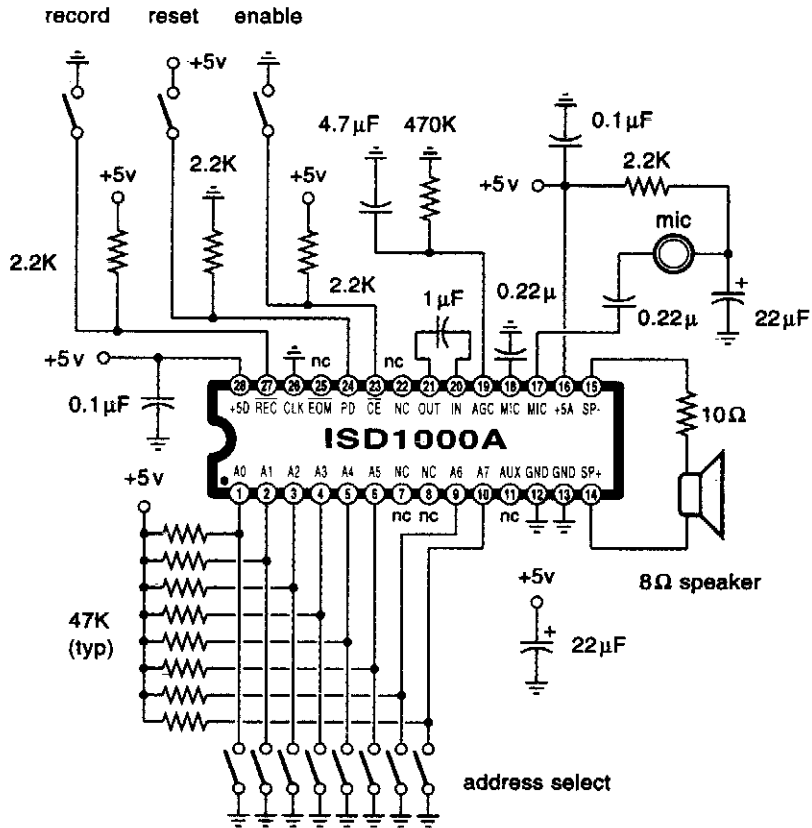 record reset enable
+5v
4.7µF 470K 0.1µF
+5v 2.2K +5v +5v 2.2K
mic
2.2K 2.2K 1µF 0.22µ 0.22µ + 22µF
+5v nc nc
0.1µF
28 27 26 25 24 23 22 21 20 19 18 17 16 15
+5D REC CLK EOM PD CE NC OUT IN AGC MIC MIC +5A SP-
10Ω
ISD1000A
A0 A1 A2 A3 A4 A5 NC NC A6 A7 AUX GND GND SP+
1 2 3 4 5 6 7 8 9 10 11 12 13 14
+5v nc nc nc
+5v 8Ω speaker
47K
(typ)
+
22µF
address select